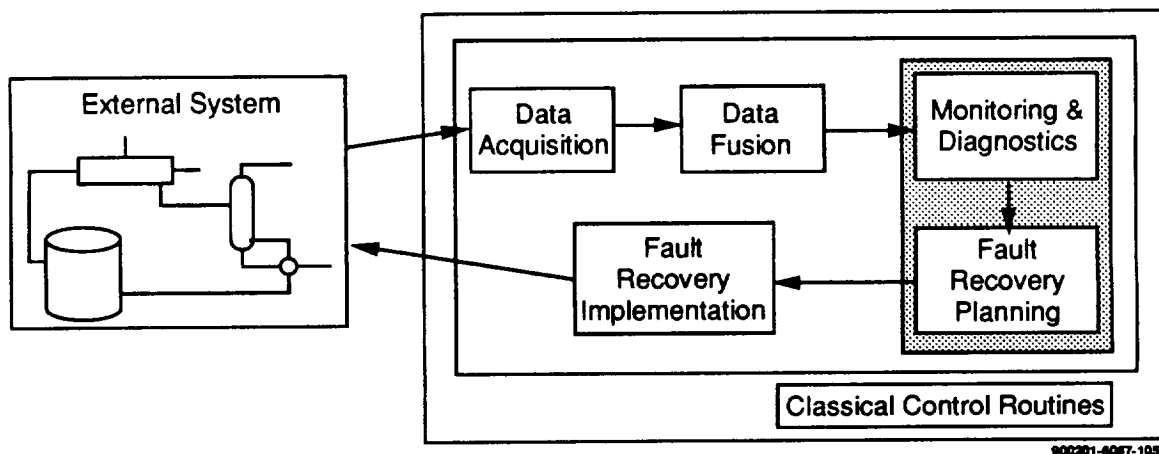 External System
Data
Acquisition
Data
Fusion
Monitoring &
Diagnostics
Fault
Recovery
Implementation
Fault
Recovery
Planning
Classical Control Routines